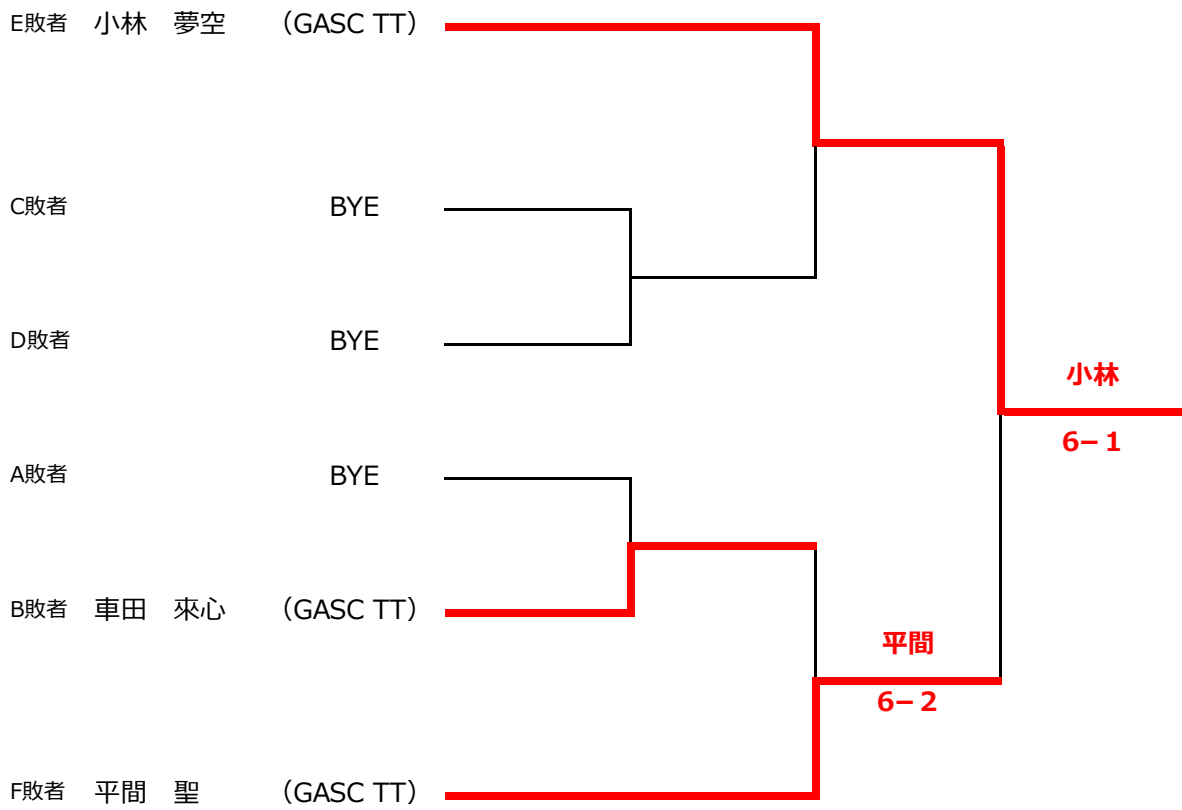 E敗者 小林 夢空 (GASC TT)
C敗者 BYE
D敗者 BYE
小林
6-1
A敗者 BYE
B敗者 車田 來心 (GASC TT)
平間
6-2
F敗者 平間 聖 (GASC TT)